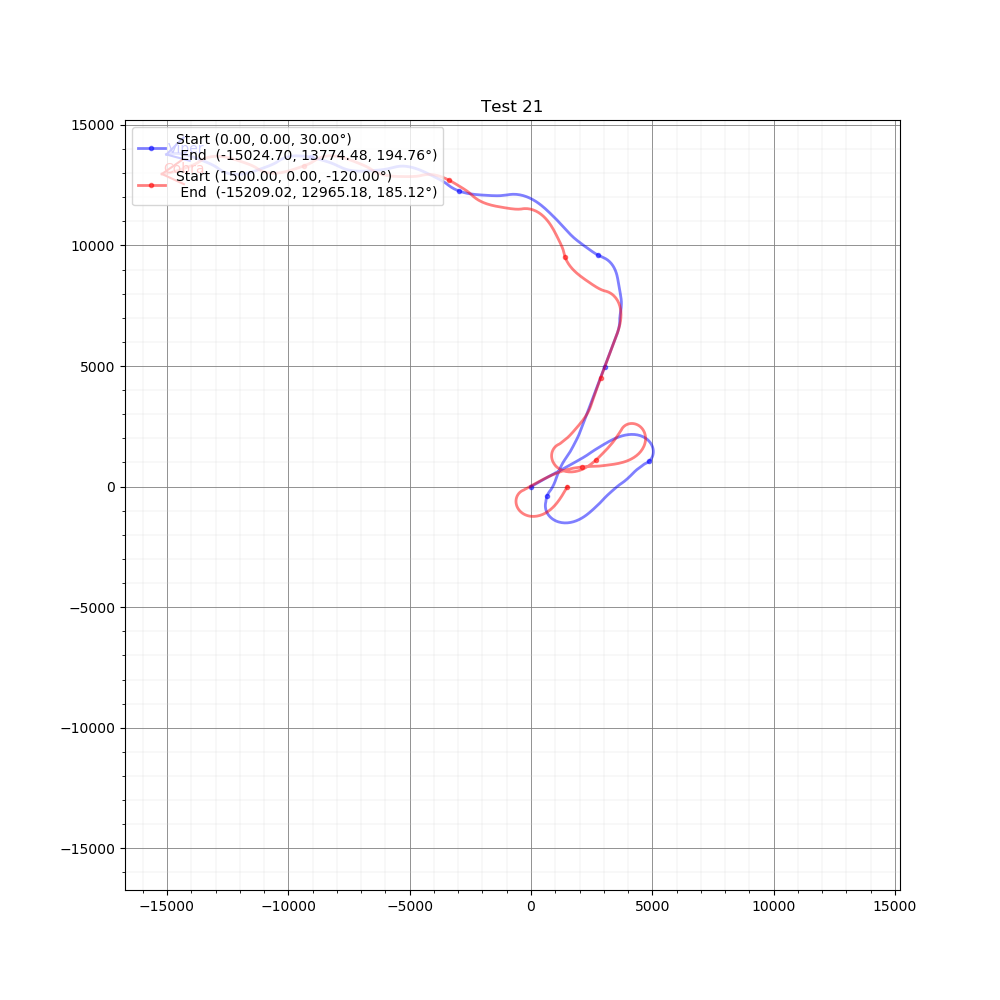 Test 21
Start (0.00, 0.00, 30.00°)
End (-15024.70, 13774.48, 194.76°)
Start (1500.00, 0.00, -120.00°)
End (-15209.02, 12965.18, 185.12°)
Viper
Cobra
15000
10000
5000
0
−5000
−10000
−15000
−15000
−10000
−5000
0
5000
10000
15000